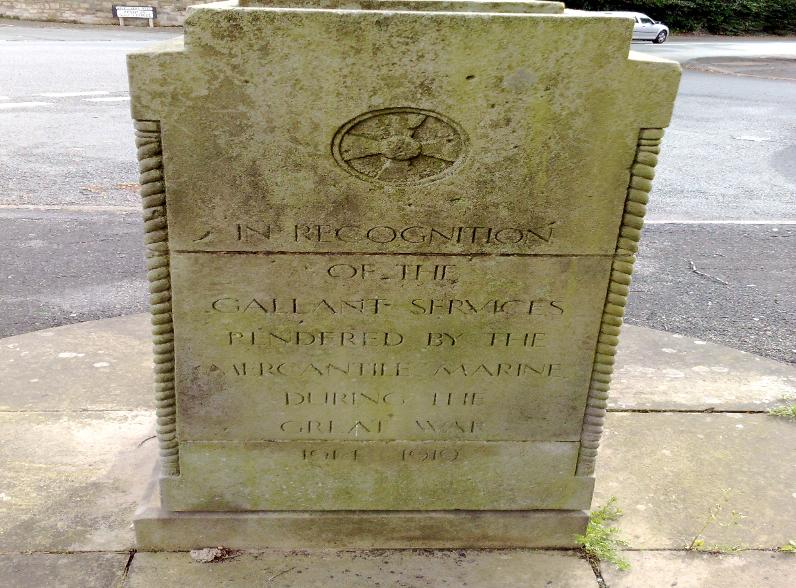 IN RECOGNITION
OF THE
GALLANT SERVICES
RENDERED BY THE
MERCANTILE MARINE
DURING THE
GREAT WAR
1914 1919